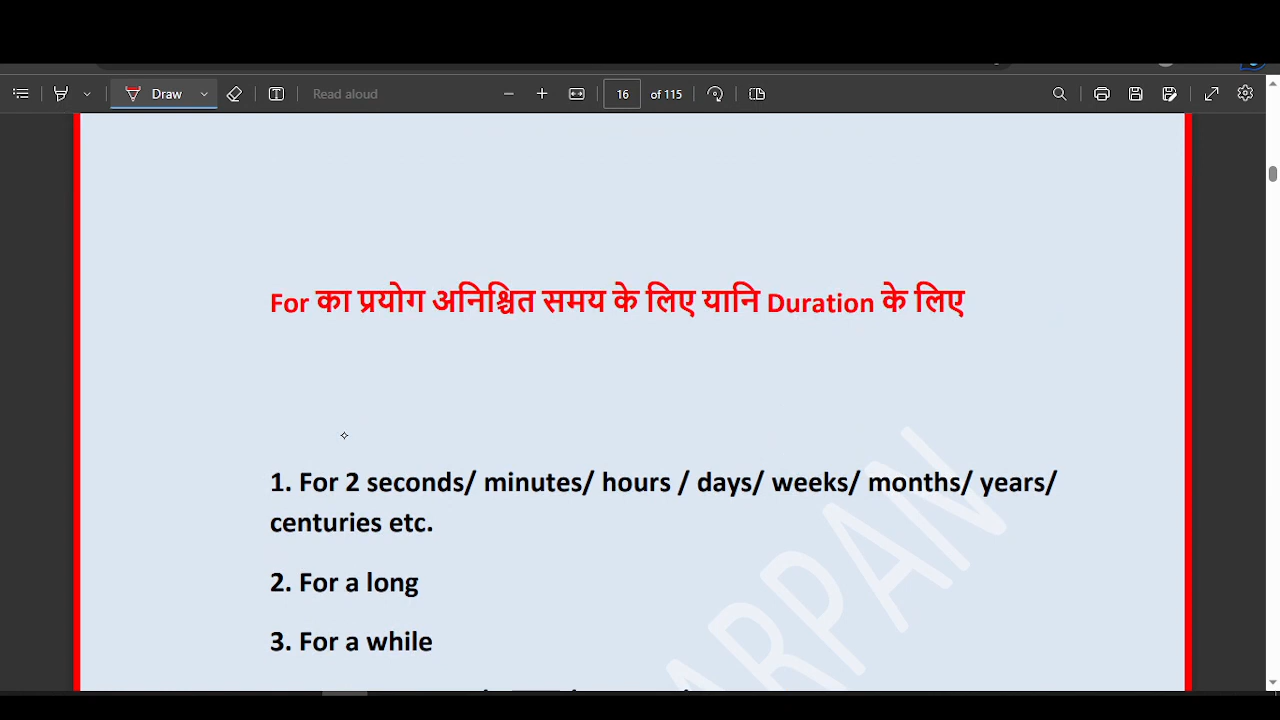 Draw
Read aloud
16 of 115
For का प्रयोग अनिश्चित समय के लिए यानि Duration के लिए
1. For 2 seconds/ minutes/ hours / days/ weeks/ months/ years/
centuries etc.
2. For a long
3. For a while
ARPAN